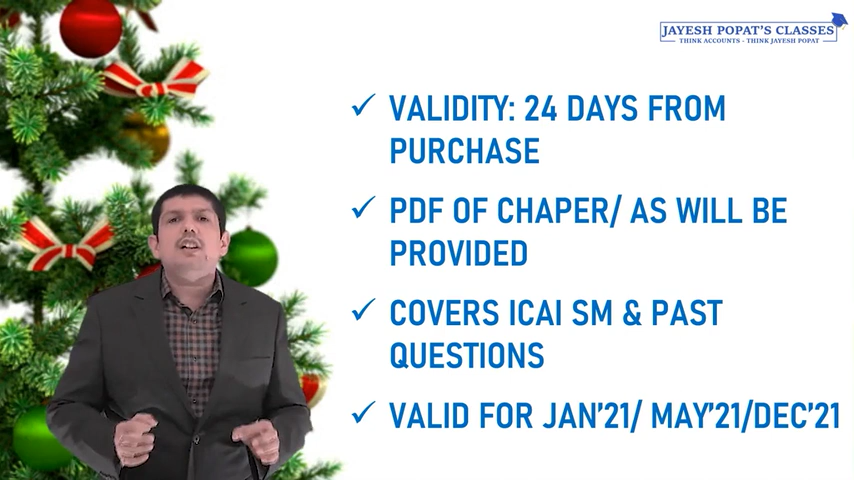 JAYESH POPAT'S CLASSES
THINK ACCOUNTS - THINK JAYESH POPAT
VALIDITY: 24 DAYS FROM
PURCHASE
PDF OF CHAPER/ AS WILL BE
PROVIDED
COVERS ICAI SM & PAST
QUESTIONS
VALID FOR JAN'21/ MAY'21/DEC'21